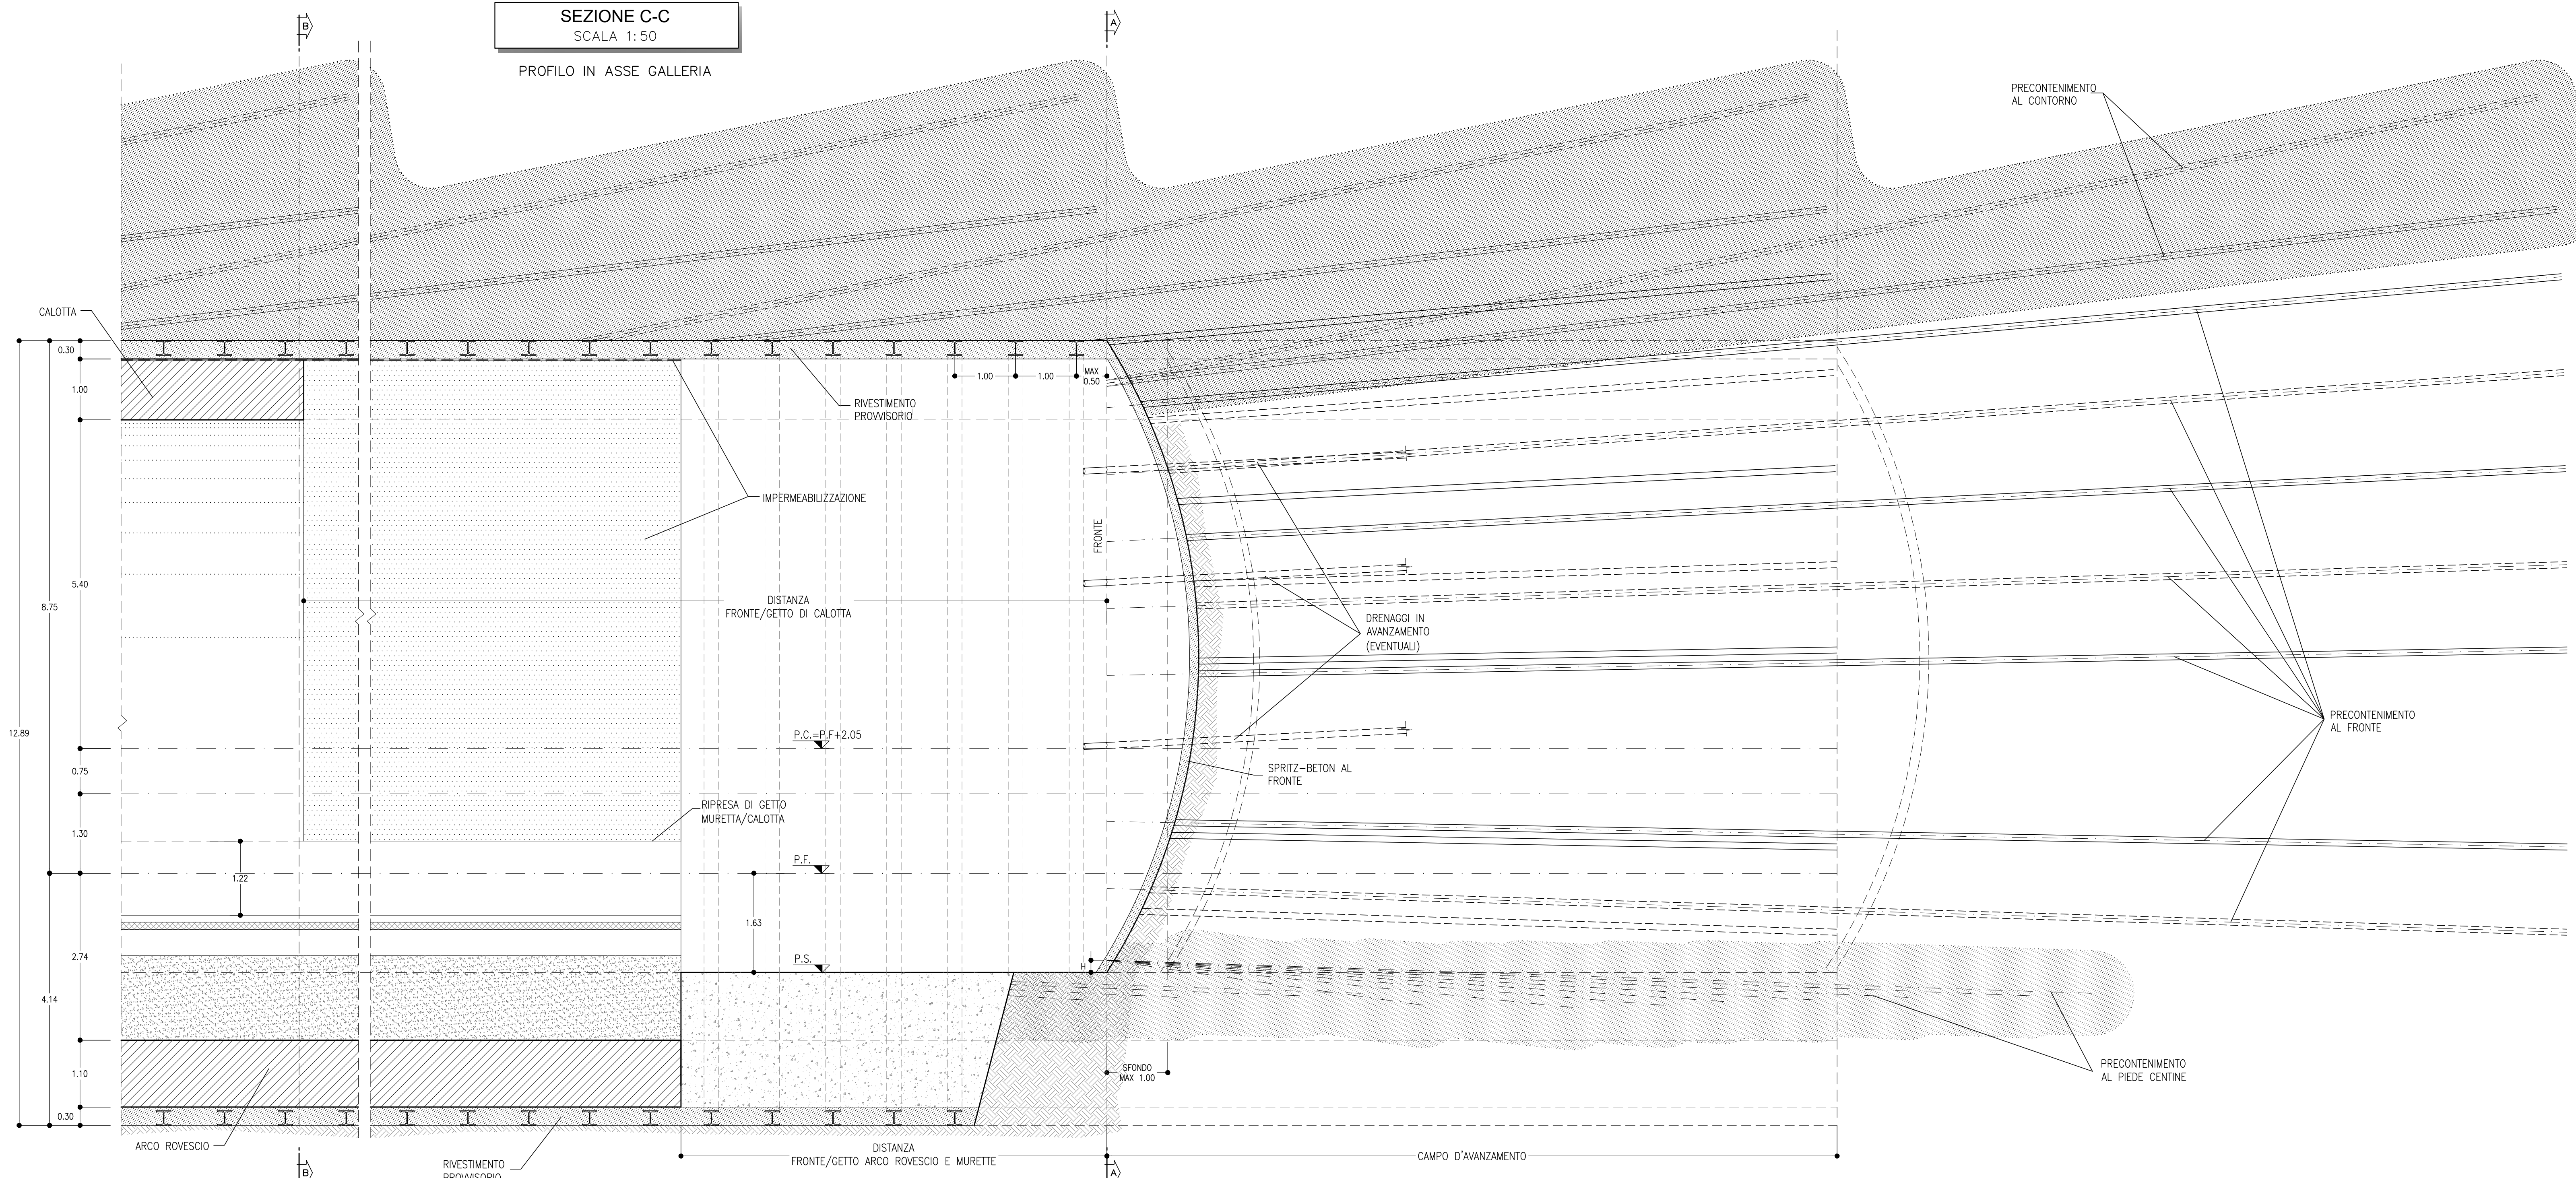 SEZIONE C-C
SCALA 1:50
PROFILO IN ASSE GALLERIA
B
A
PRECONTENIMENTO
AL CONTORNO
CALOTTA
0.30
1.00
1.00
1.00
MAX
0.50
RIVESTIMENTO
PROVVISORIO
IMPERMEABILIZZAZIONE
FRONTE
5.40
8.75
12.89
DISTANZA
FRONTE/GETTO DI CALOTTA
DRENAGGI IN
AVANZAMENTO
(EVENTUALI)
PRECONTENIMENTO
AL FRONTE
P.C.=P.F+2.05
0.75
SPRITZ-BETON AL
FRONTE
RIPRESA DI GETTO
MURETTA/CALOTTA
1.30
P.F.
1.22
1.63
2.74
P.S.
H
4.14
1.10
SFONDO
MAX 1.00
PRECONTENIMENTO
AL PIEDE CENTINE
0.30
ARCO ROVESCIO
RIVESTIMENTO
PROVVISORIO
DISTANZA
FRONTE/GETTO ARCO ROVESCIO E MURETTE
CAMPO D'AVANZAMENTO
B
A